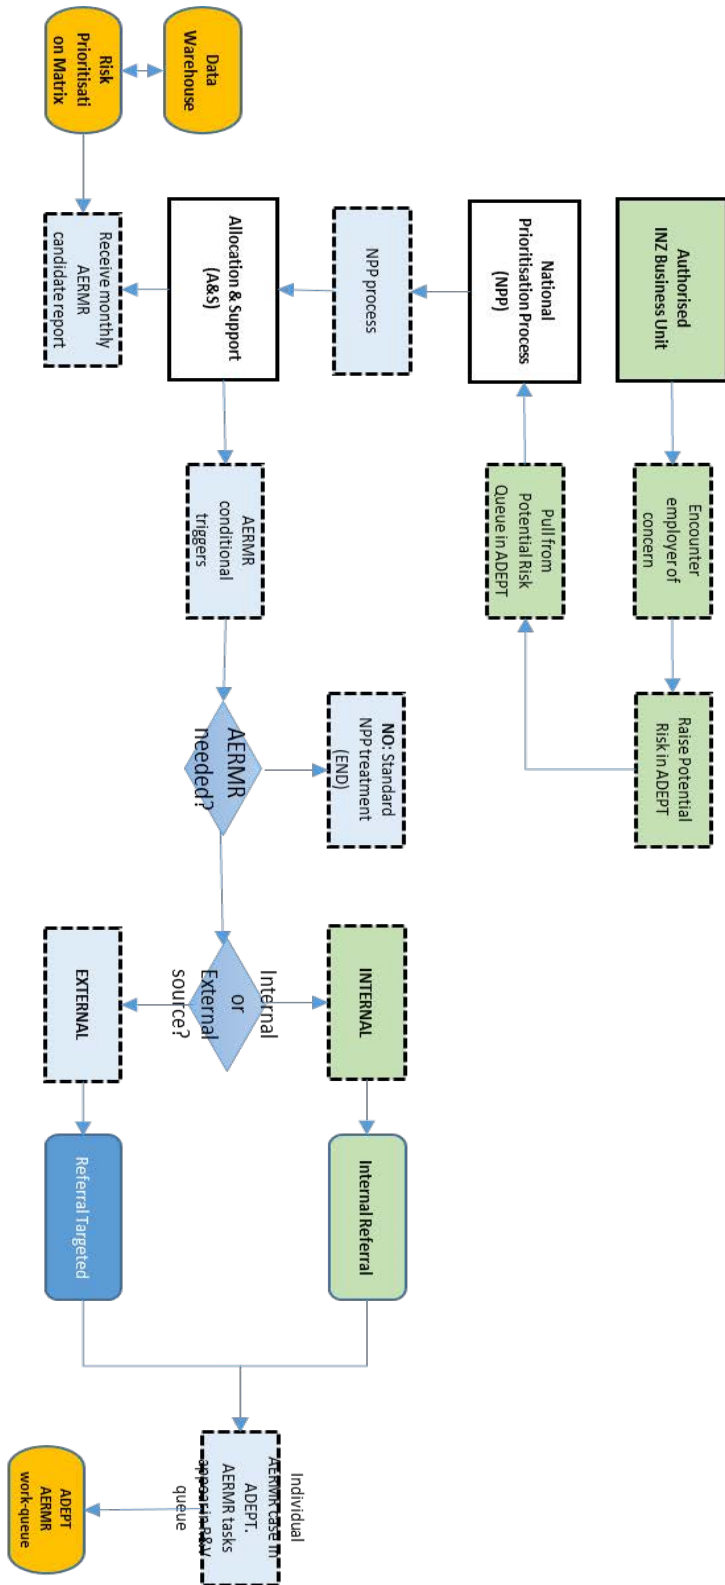 Authorised
INZ Business Unit
Encounter
employer of
concern
Raise Potential
Risk in ADEPT
National
Prioritisation Process
(NPP)
Pull from
Potential Risk
Queue in ADEPT
NPP process
NO: Standard
NPP treatment
(END)
INTERNAL
Internal Referral
Data
Warehouse
Allocation & Support
(A&S)
AERMR
conditional
triggers
AERMR
needed?
Internal
or
External
source?
Individual
AERMR case in
ADEPT.
AERMR tasks
appear in R&V
queue
Risk
Prioritisati
on Matrix
Receive monthly
AERMR
candidate report
EXTERNAL
Referral Targeted
ADEPT
AERMR
work-queue